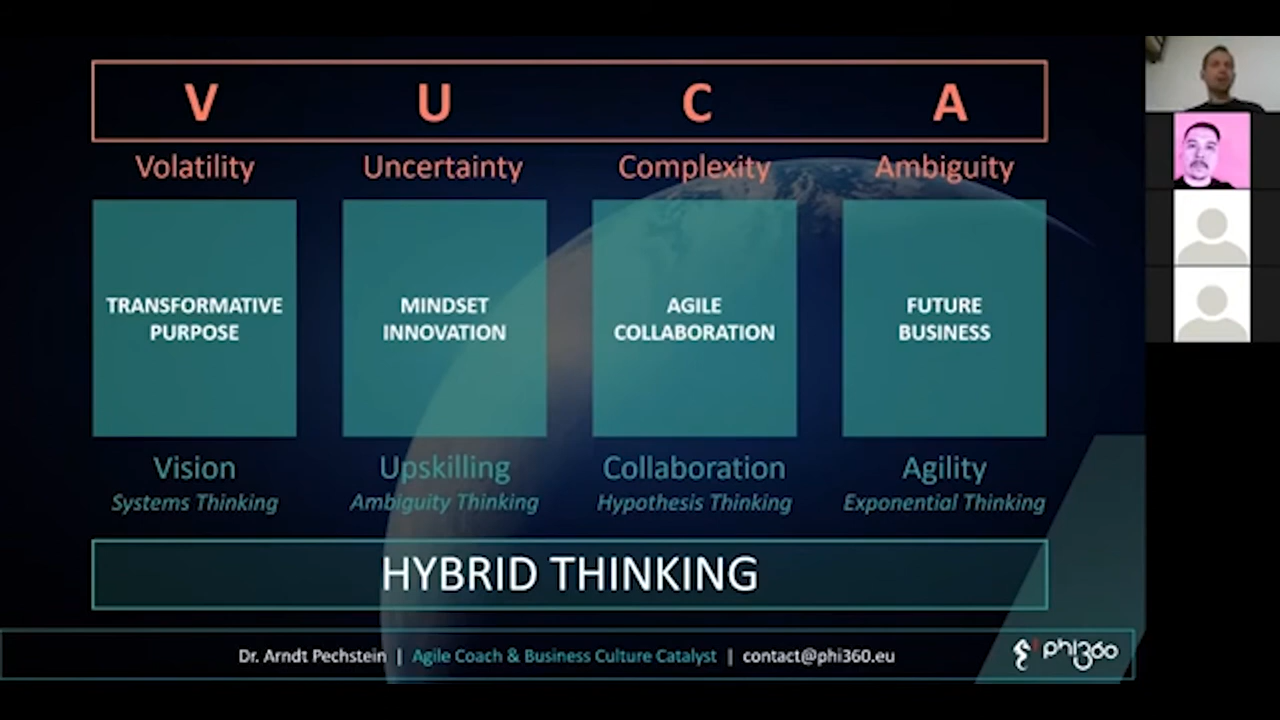 V U C A
Volatility Uncertainty Complexity Ambiguity
TRANSFORMATIVE
PURPOSE
MINDSET
INNOVATION
AGILE
COLLABORATION
FUTURE
BUSINESS
Vision Upskilling Collaboration Agility
Systems Thinking Ambiguity Thinking Hypothesis Thinking Exponential Thinking
HYBRID THINKING
Dr. Arndt Pechstein | Agile Coach & Business Culture Catalyst | contact@phi360.eu
phi360